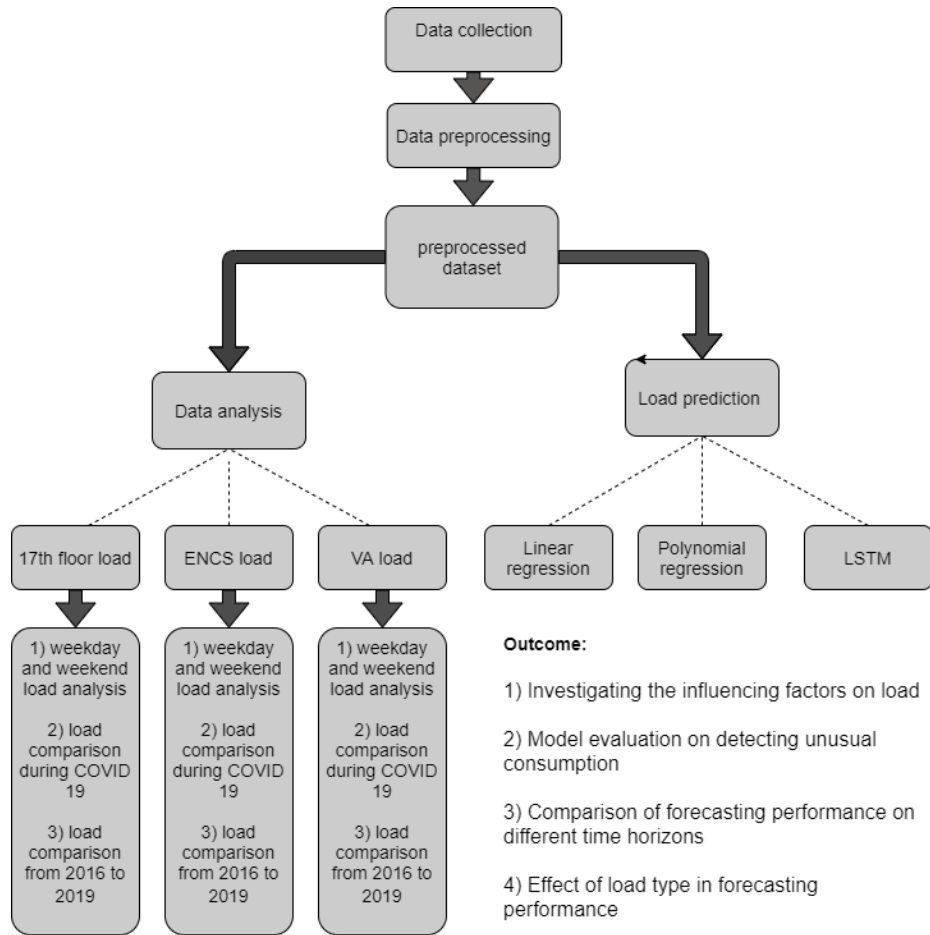 Data collection
Data preprocessing
preprocessed
dataset
Data analysis
Load prediction
17th floor load
ENCS load
VA load
Linear
regression
Polynomial
regression
LSTM
1) weekday
and weekend
load analysis
2) load
comparison
during COVID
19
3) load
comparison
from 2016 to
2019
1) weekday
and weekend
load analysis
2) load
comparison
during COVID
19
3) load
comparison
from 2016 to
2019
1) weekday
and weekend
load analysis
2) load
comparison
during COVID
19
3) load
comparison
from 2016 to
2019
Outcome:
1) Investigating the influencing factors on load
2) Model evaluation on detecting unusual
consumption
3) Comparison of forecasting performance on
different time horizons
4) Effect of load type in forecasting
performance